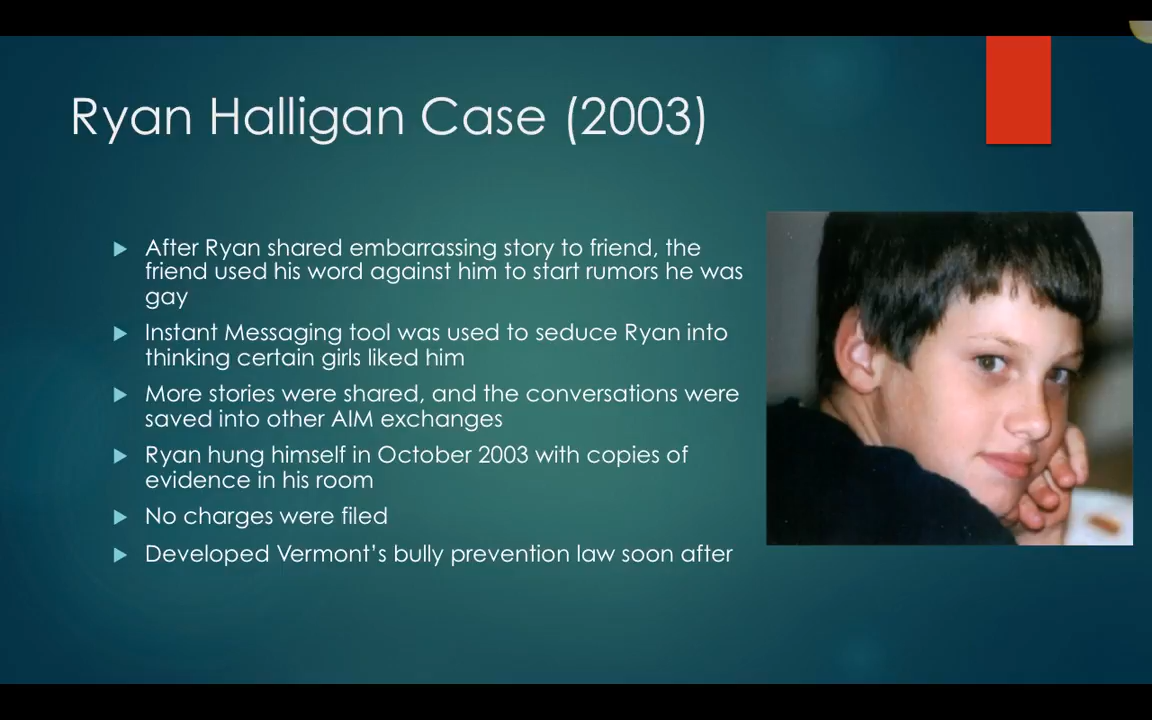 Ryan Halligan Case (2003)
After Ryan shared embarrassing story to friend, the
friend used his word against him to start rumors he was
gay
Instant Messaging tool was used to seduce Ryan into
thinking certain girls liked him
More stories were shared, and the conversations were
saved into other AIM exchanges
Ryan hung himself in October 2003 with copies of
evidence in his room
No charges were filed
Developed Vermont’s bully prevention law soon after